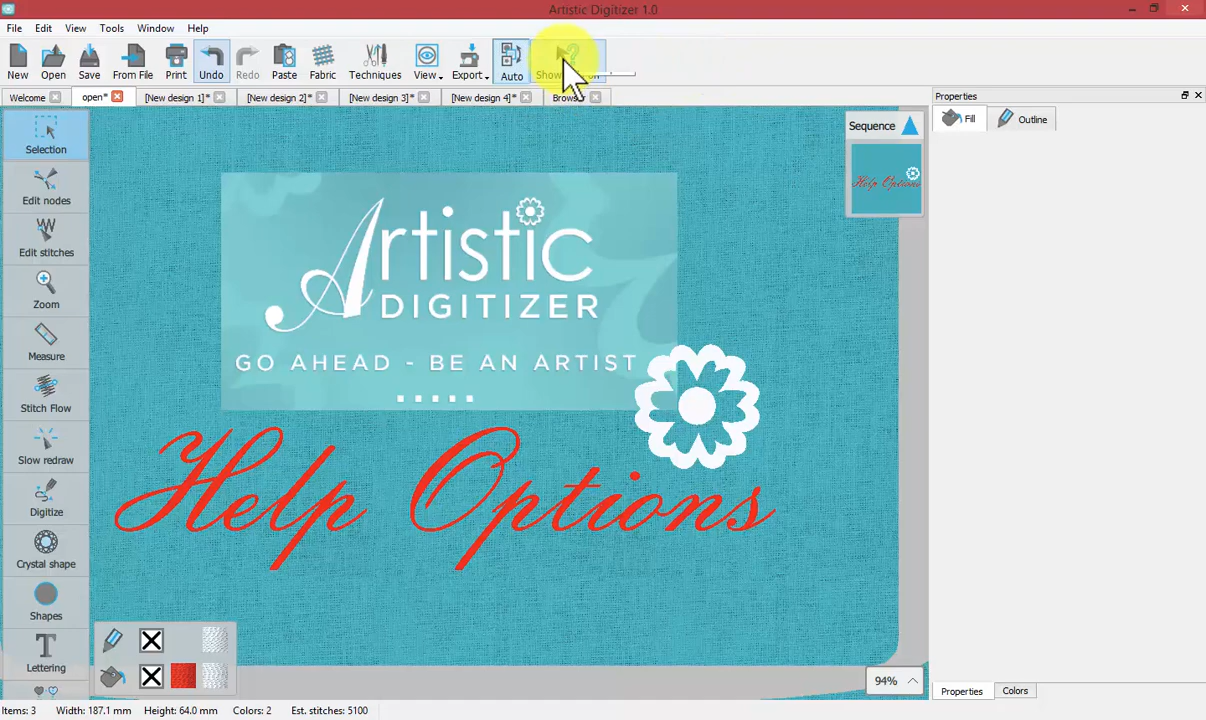 Artistic Digitizer 1.0
File Edit View Tools Window Help
New Open Save From File Print Undo Redo Paste Fabric Techniques View Export Auto Show
Welcome open* [New design 1]* [New design 2]* [New design 3]* [New design 4]*
Properties
Fill Outline
Sequence
Selection
Edit nodes
Edit stitches
Zoom
Measure
Stitch Flow
Slow redraw
Digitize
Crystal shape
Shapes
Lettering
Artistic
DIGITIZER
GO AHEAD - BE AN ARTIST
Help Options
Help Options
94%
Properties Colors
Items: 3 Width: 187.1 mm Height: 64.0 mm Colors: 2 Est. stitches: 5100